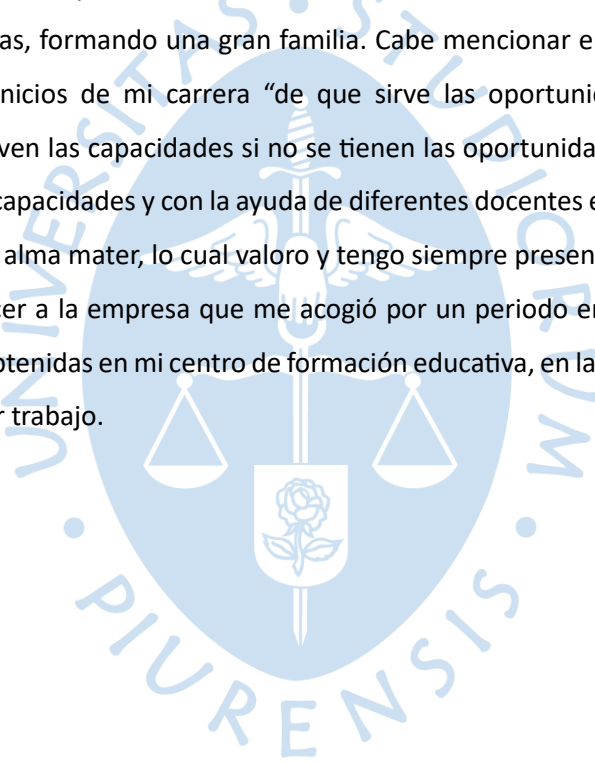 as, formando una gran familia. Cabe mencionar e
nicios de mi carrera “de que sirve las oportuni
ven las capacidades si no se tienen las oportunida
capacidades y con la ayuda de diferentes docentes e
alma mater, lo cual valoro y tengo siempre presen
er a la empresa que me acogió por un periodo en
btenidas en mi centro de formación educativa, en la
r trabajo.
UNIVERSITAS • STUDIORUM • PIURENSIS •